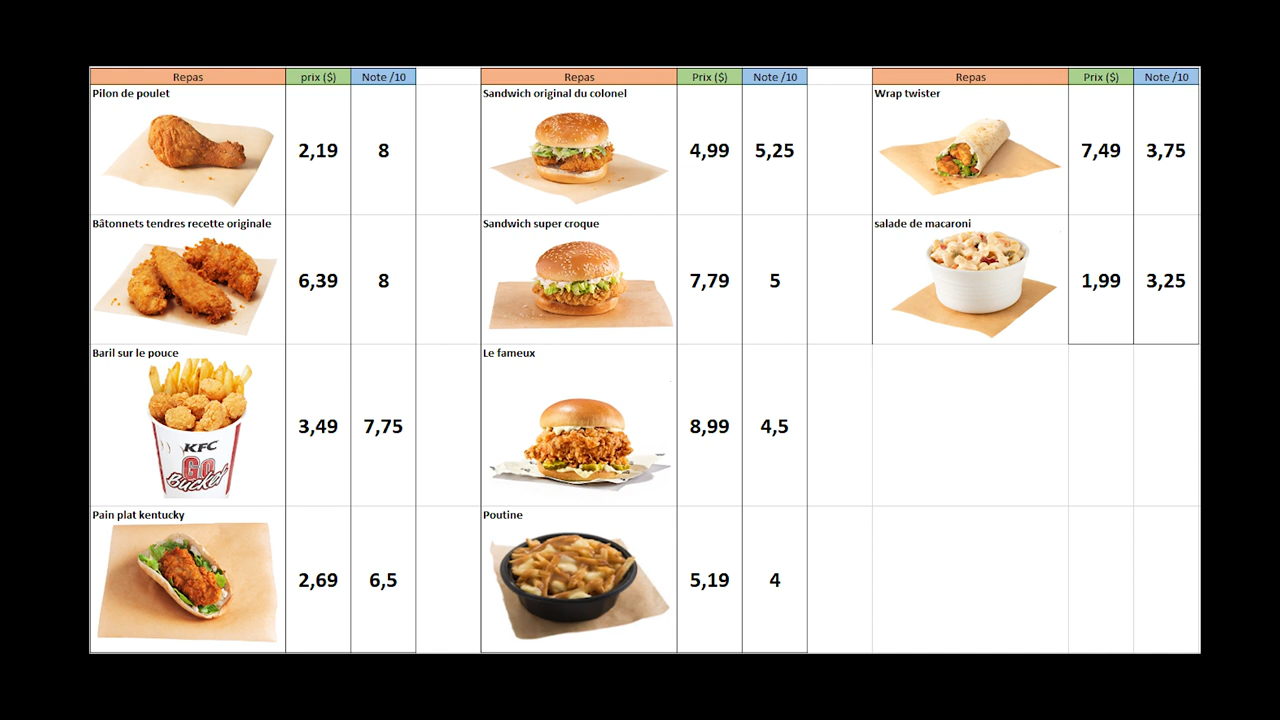 Repas prix ($) Note /10
Pilon de poulet
2,19 8
Bâtonnets tendres recette originale
6,39 8
Baril sur le pouce
KFC
Go
Bucket
3,49 7,75
Pain plat kentucky
2,69 6,5
Repas Prix ($) Note /10
Sandwich original du colonel
4,99 5,25
Sandwich super croque
7,79 5
Le fameux
8,99 4,5
Poutine
5,19 4
Repas Prix ($) Note /10
Wrap twister
7,49 3,75
salade de macaroni
1,99 3,25